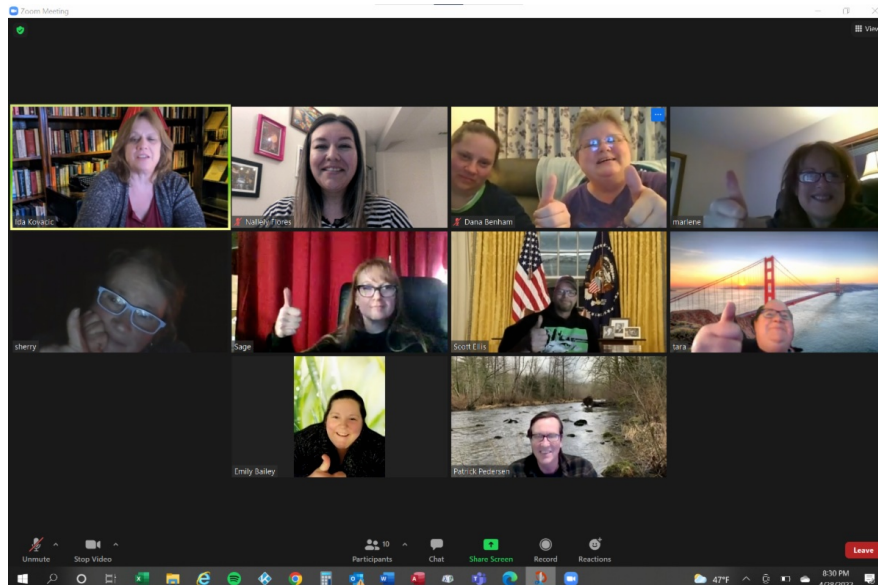 Zoom Meeting
View
Ida Kovacic
Nallely Flores
Dana Benham
marlene
sherry
Sage
Scott Ellis
tara
Emily Bailey
Patrick Pedersen
Unmute
Stop Video
Participants
10
Chat
Share Screen
Record
Reactions
Leave
47°F
8:30 PM